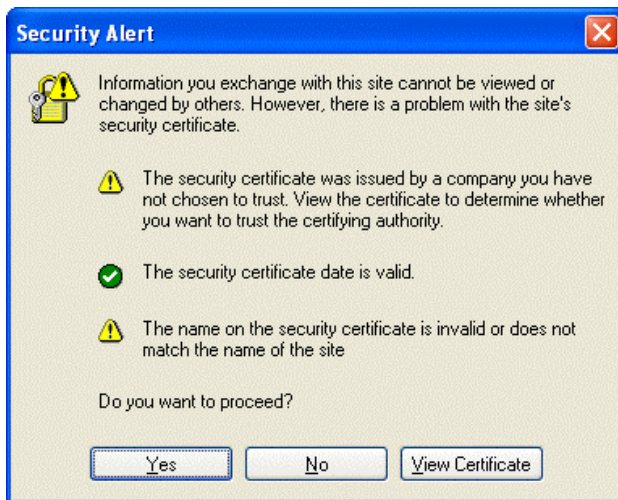 Security Alert
Information you exchange with this site cannot be viewed or
changed by others. However, there is a problem with the site's
security certificate.
The security certificate was issued by a company you have
not chosen to trust. View the certificate to determine whether
you want to trust the certifying authority.
The security certificate date is valid.
The name on the security certificate is invalid or does not
match the name of the site
Do you want to proceed?
Yes No View Certificate